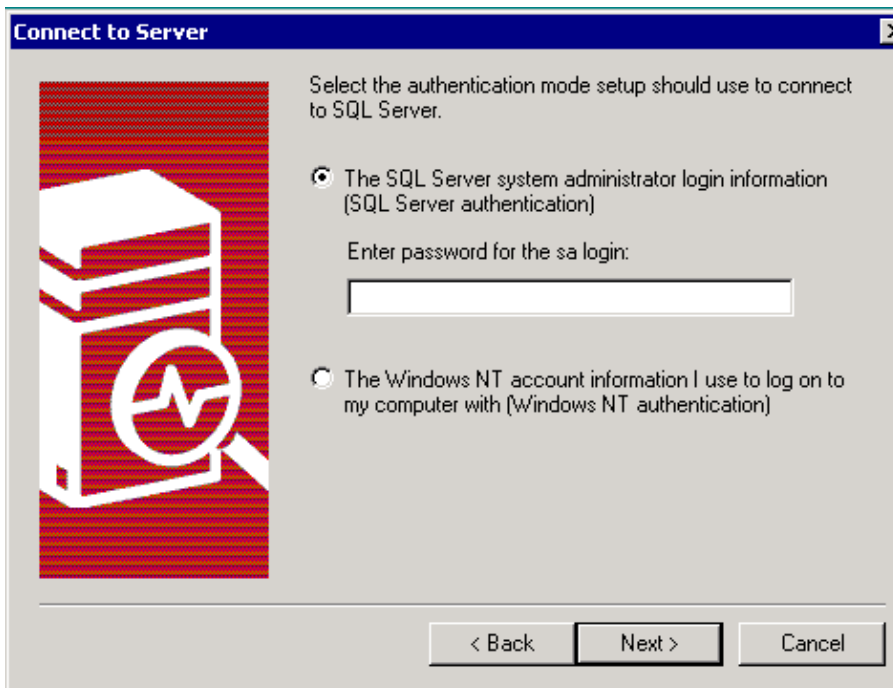 Connect to Server
Select the authentication mode setup should use to connect
to SQL Server.
The SQL Server system administrator login information
(SQL Server authentication)
Enter password for the sa login:
The Windows NT account information I use to log on to
my computer with (Windows NT authentication)
< Back
Next >
Cancel